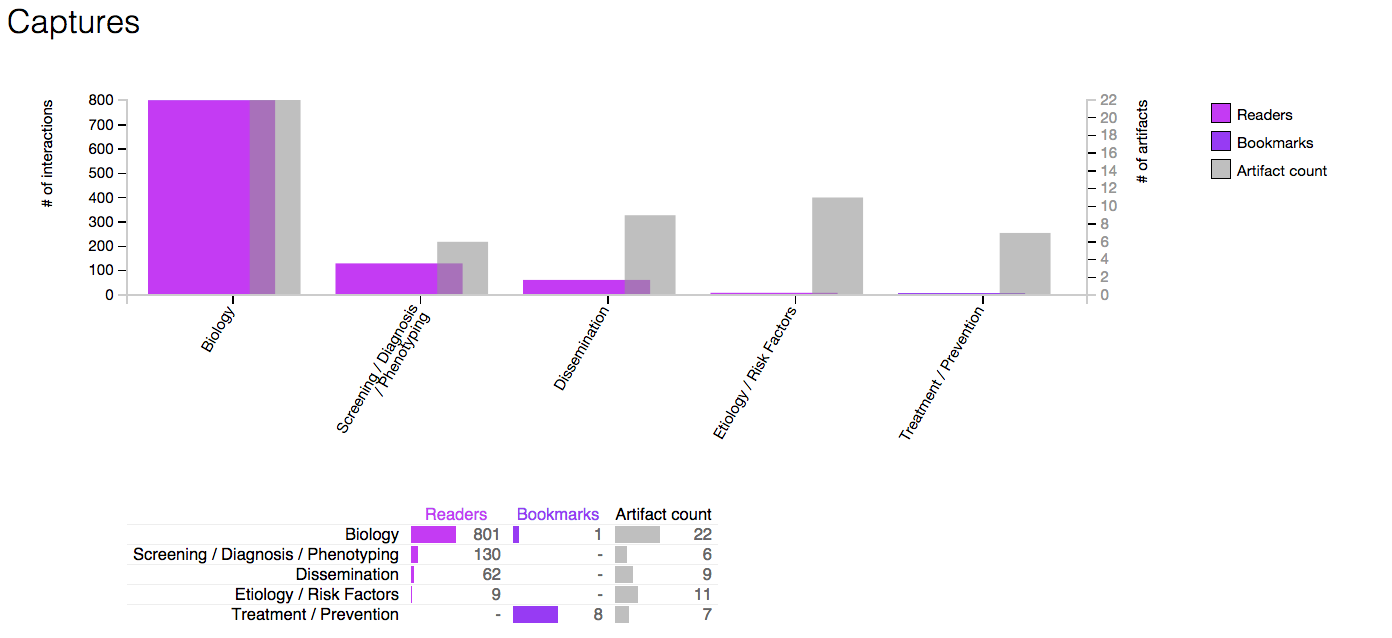 Captures
# of interactions
800
700
600
500
400
300
200
100
0
22
20
18
16
14
12
10
8
6
4
2
0
# of artifacts
Readers
Bookmarks
Artifact count
Biology
Screening / Diagnosis
/ Phenotyping
Dissemination
Etiology / Risk Factors
Treatment / Prevention
Readers Bookmarks Artifact count
Biology 801 1 22
Screening / Diagnosis / Phenotyping 130 - 6
Dissemination 62 - 9
Etiology / Risk Factors 9 - 11
Treatment / Prevention - 8 7